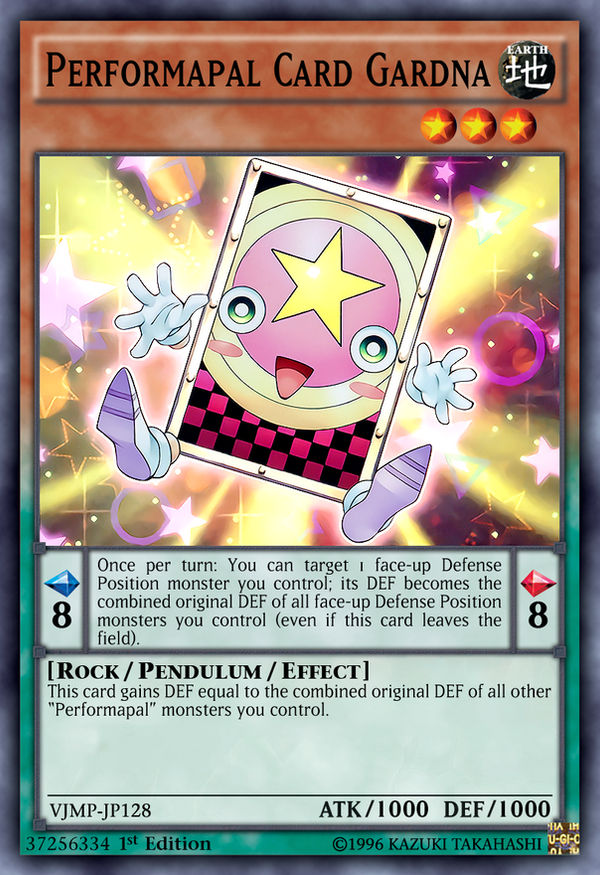 PERFORMAPAL CARD GARDNA
EARTH
地
Once per turn: You can target 1 face-up Defense
Position monster you control; its DEF becomes the
combined original DEF of all face-up Defense Position
monsters you control (even if this card leaves the
field).
8
8
[ROCK / PENDULUM / EFFECT]
This card gains DEF equal to the combined original DEF of all other
"Performapal" monsters you control.
VJMP-JP128
ATK/1000 DEF/1000
37256334 1st Edition
©1996 KAZUKI TAKAHASHI